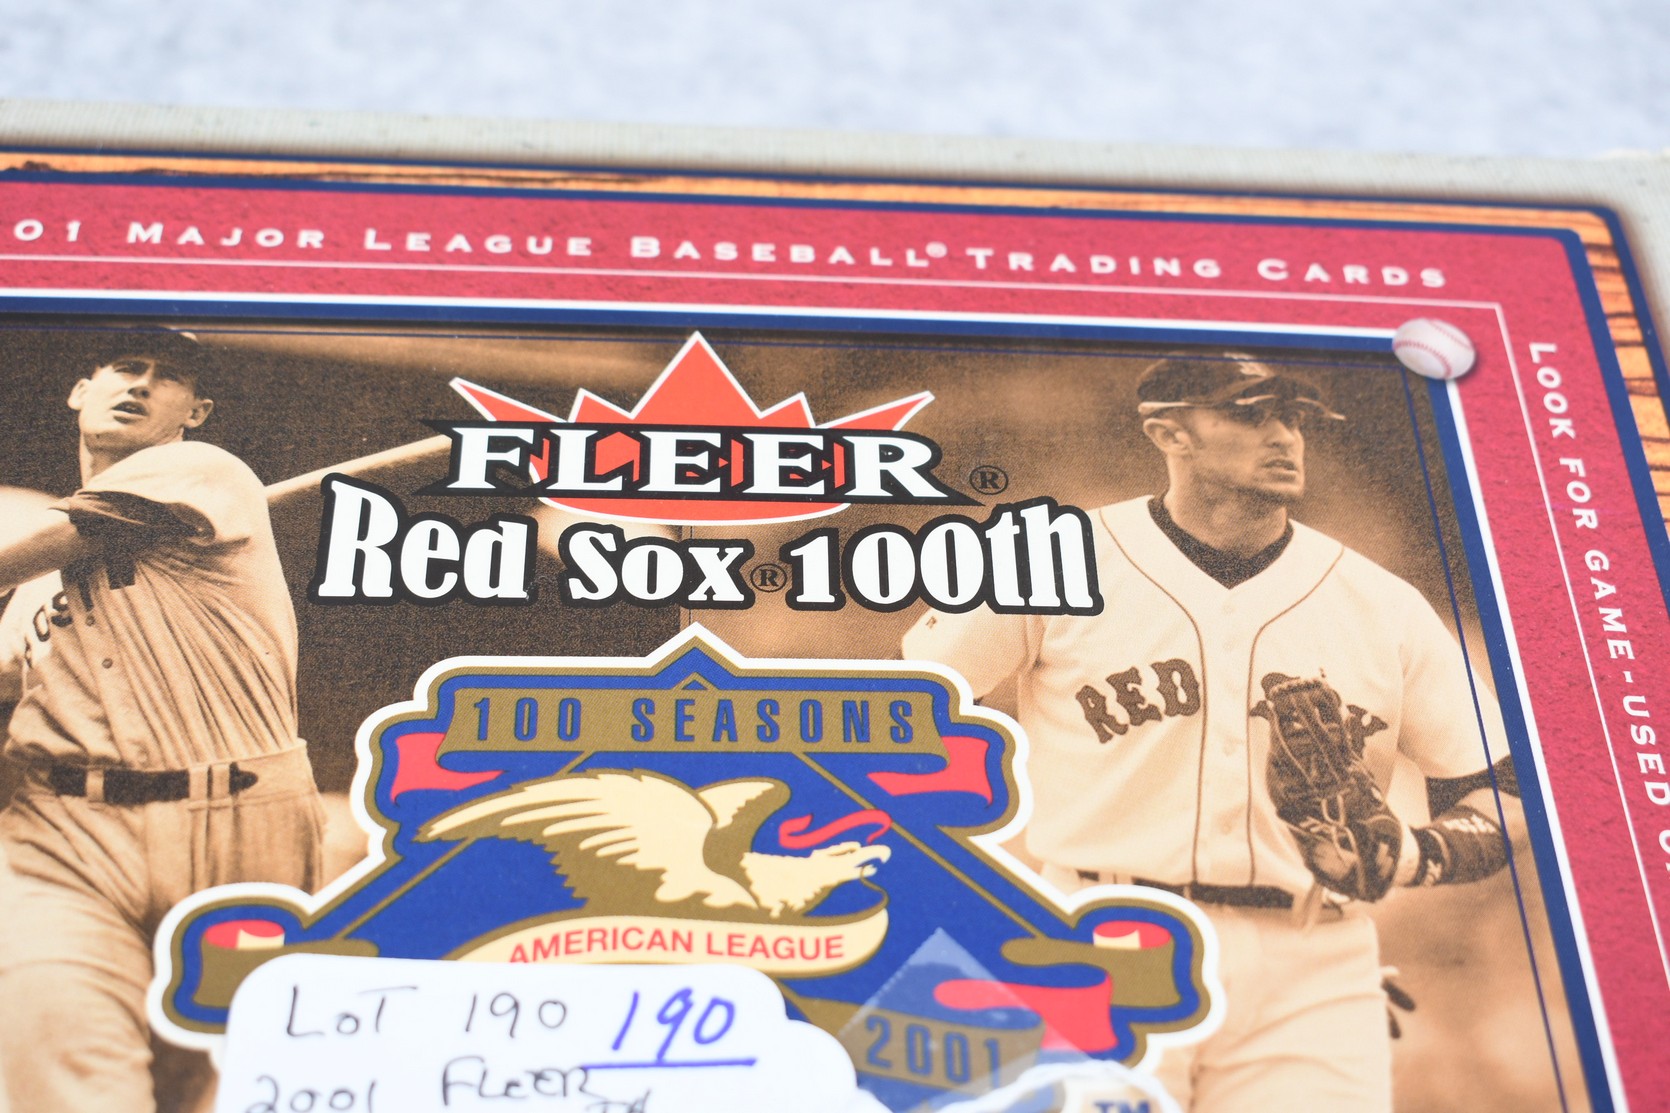 01 MAJOR LEAGUE BASEBALL® TRADING CARDS
LOOK FOR GAME-USED
FLEER®
Red Sox® 100th
RED
100 SEASONS
AMERICAN LEAGUE
2001
TM
LOT 190 190
2001 FLEER